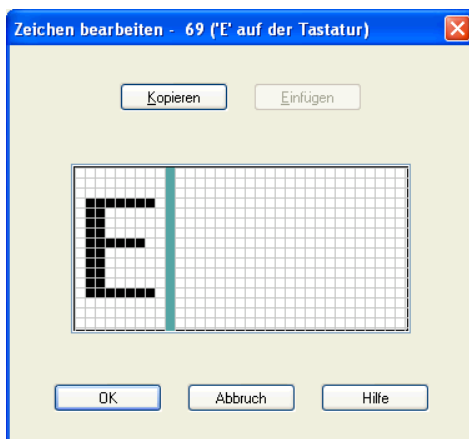 Zeichen bearbeiten - 69 ('E' auf der Tastatur)
Kopieren Einfügen
E
OK Abbruch Hilfe